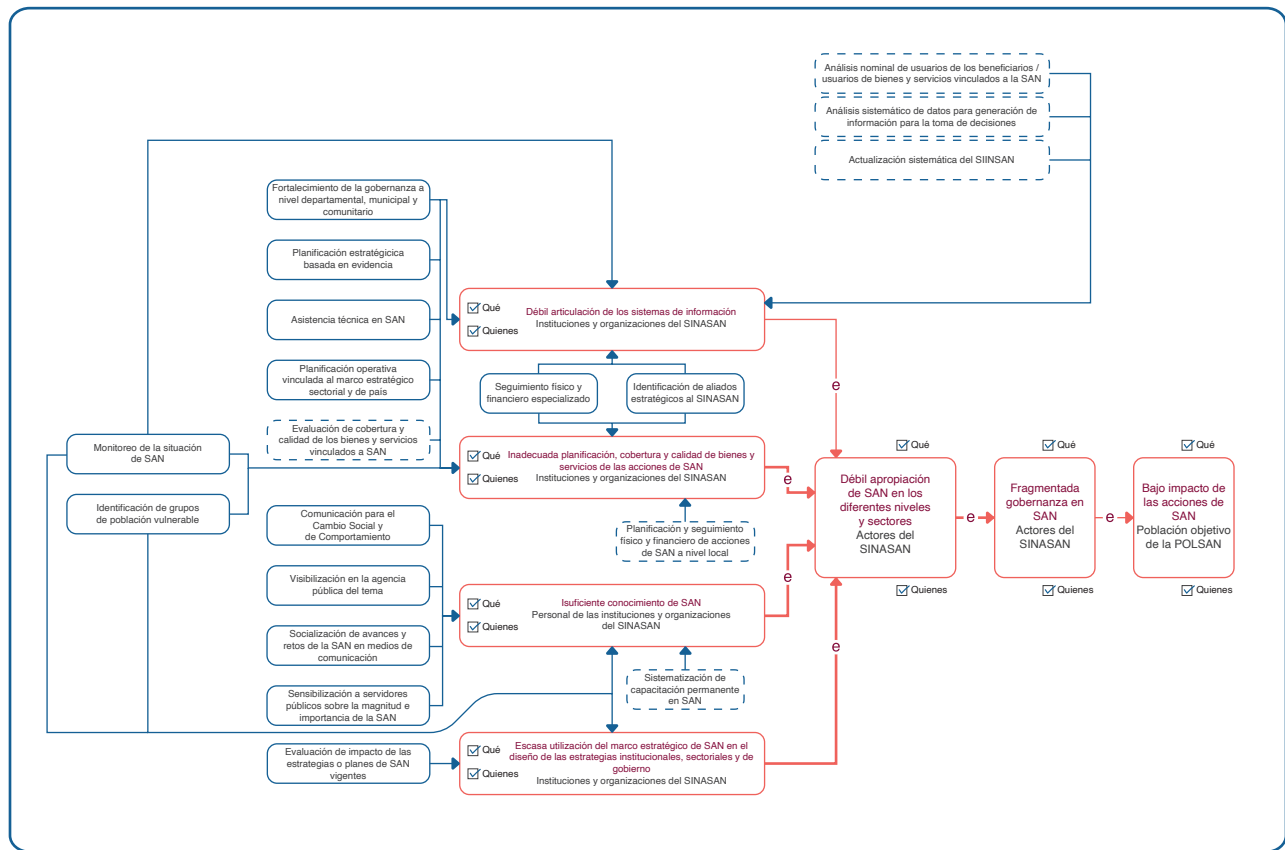 Análisis nominal de usuarios de los beneficiarios /
usuarios de bienes y servicios vinculados a la SAN
Análisis sistemático de datos para generación de
información para la toma de decisiones
Actualización sistemática del SIINSAN
Fortalecimiento de la gobernanza a
nivel departamental, municipal y
comunitario
Planificación estratégicica
basada en evidencia
Asistencia técnica en SAN
Planificación operativa
vinculada al marco estratégico
sectorial y de país
Evaluación de cobertura y
calidad de los bienes y servicios
vinculados a SAN
Monitoreo de la situación
de SAN
Identificación de grupos
de población vulnerable
Comunicación para el
Cambio Social y
de Comportamiento
Visibilización en la agencia
pública del tema
Socialización de avances y
retos de la SAN en medios de
comunicación
Sensibilización a servidores
públicos sobre la magnitud e
importancia de la SAN
Evaluación de impacto de las
estrategias o planes de SAN
vigentes
Qué
Quienes
Débil articulación de los sistemas de información
Instituciones y organizaciones del SINASAN
Seguimiento físico y
financiero especializado
Identificación de aliados
estratégicos al SINASAN
Qué
Quienes
Inadecuada planificación, cobertura y calidad de bienes y
servicios de las acciones de SAN
Instituciones y organizaciones del SINASAN
Planificación y seguimiento
físico y financiero de acciones
de SAN a nivel local
Qué
Quienes
Isuficiente conocimiento de SAN
Personal de las instituciones y organizaciones
del SINASAN
Sistematización de
capacitación permanente
en SAN
Qué
Quienes
Escasa utilización del marco estratégico de SAN en el
diseño de las estrategias institucionales, sectoriales y de
gobierno
Instituciones y organizaciones del SINASAN
e
e
e
e
Qué
Débil apropiación
de SAN en los
diferentes niveles
y sectores
Actores del
SINASAN
Quienes
e
Qué
Fragmentada
gobernanza en
SAN
Actores del
SINASAN
Quienes
e
Qué
Bajo impacto de
las acciones de
SAN
Población objetivo
de la POLSAN
Quienes